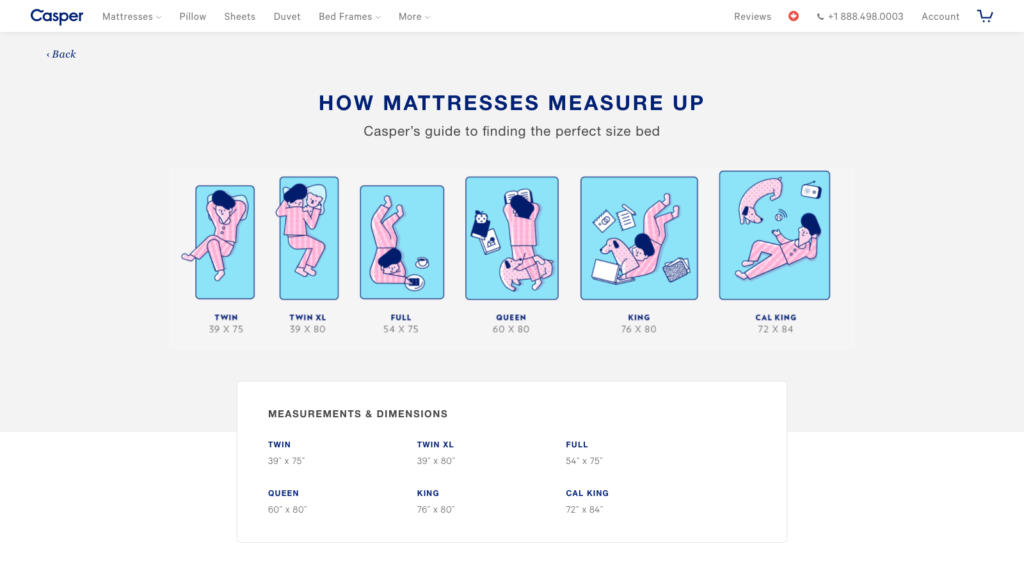 Casper Mattresses Pillow Sheets Duvet Bed Frames More Reviews +1 888.498.0003 Account
‹ Back
HOW MATTRESSES MEASURE UP
Casper's guide to finding the perfect size bed
TWIN TWIN XL FULL QUEEN KING CAL KING
39 X 75 39 X 80 54 X 75 60 X 80 76 X 80 72 X 84
MEASUREMENTS & DIMENSIONS
TWIN TWIN XL FULL
39″ x 75″ 39″ x 80″ 54″ x 75″
QUEEN KING CAL KING
60″ x 80″ 76″ x 80″ 72″ x 84″